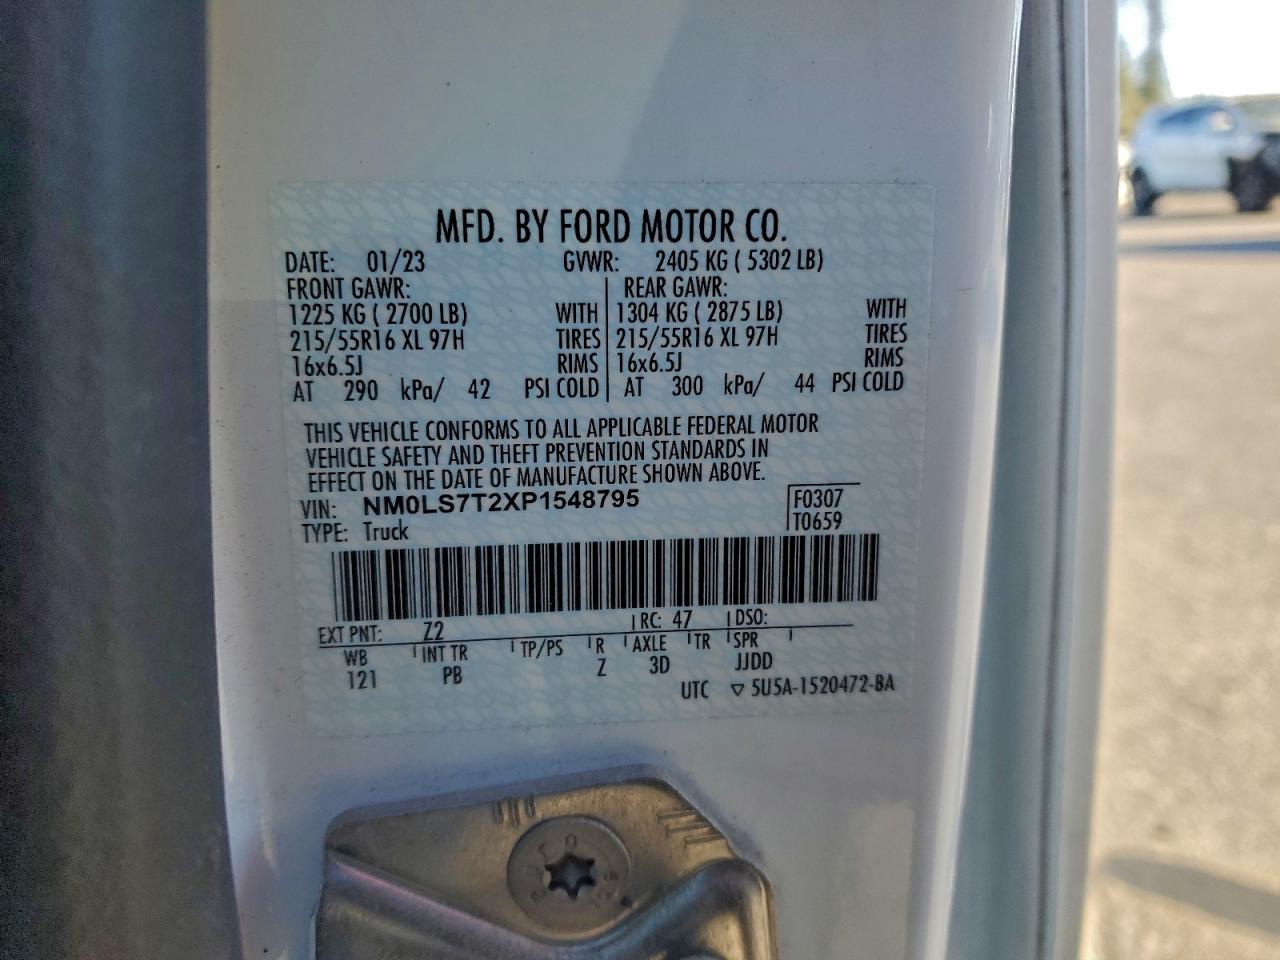 MFD. BY FORD MOTOR CO.
DATE: 01/23 GVWR: 2405 KG ( 5302 LB)
FRONT GAWR: REAR GAWR:
1225 KG ( 2700 LB) WITH 1304 KG ( 2875 LB) WITH
215/55R16 XL 97H TIRES 215/55R16 XL 97H TIRES
16x6.5J RIMS 16x6.5J RIMS
AT 290 kPa/ 42 PSI COLD AT 300 kPa/ 44 PSI COLD
THIS VEHICLE CONFORMS TO ALL APPLICABLE FEDERAL MOTOR
VEHICLE SAFETY AND THEFT PREVENTION STANDARDS IN
EFFECT ON THE DATE OF MANUFACTURE SHOWN ABOVE.
VIN: NM0LS7T2XP1548795 F0307
TYPE: Truck T0659
EXT PNT: Z2 RC: 47 DSO:
WB INT TR TP/PS R AXLE TR SPR
121 PB Z 3D JJDD
UTC ▽ 5U5A-1520472-BA